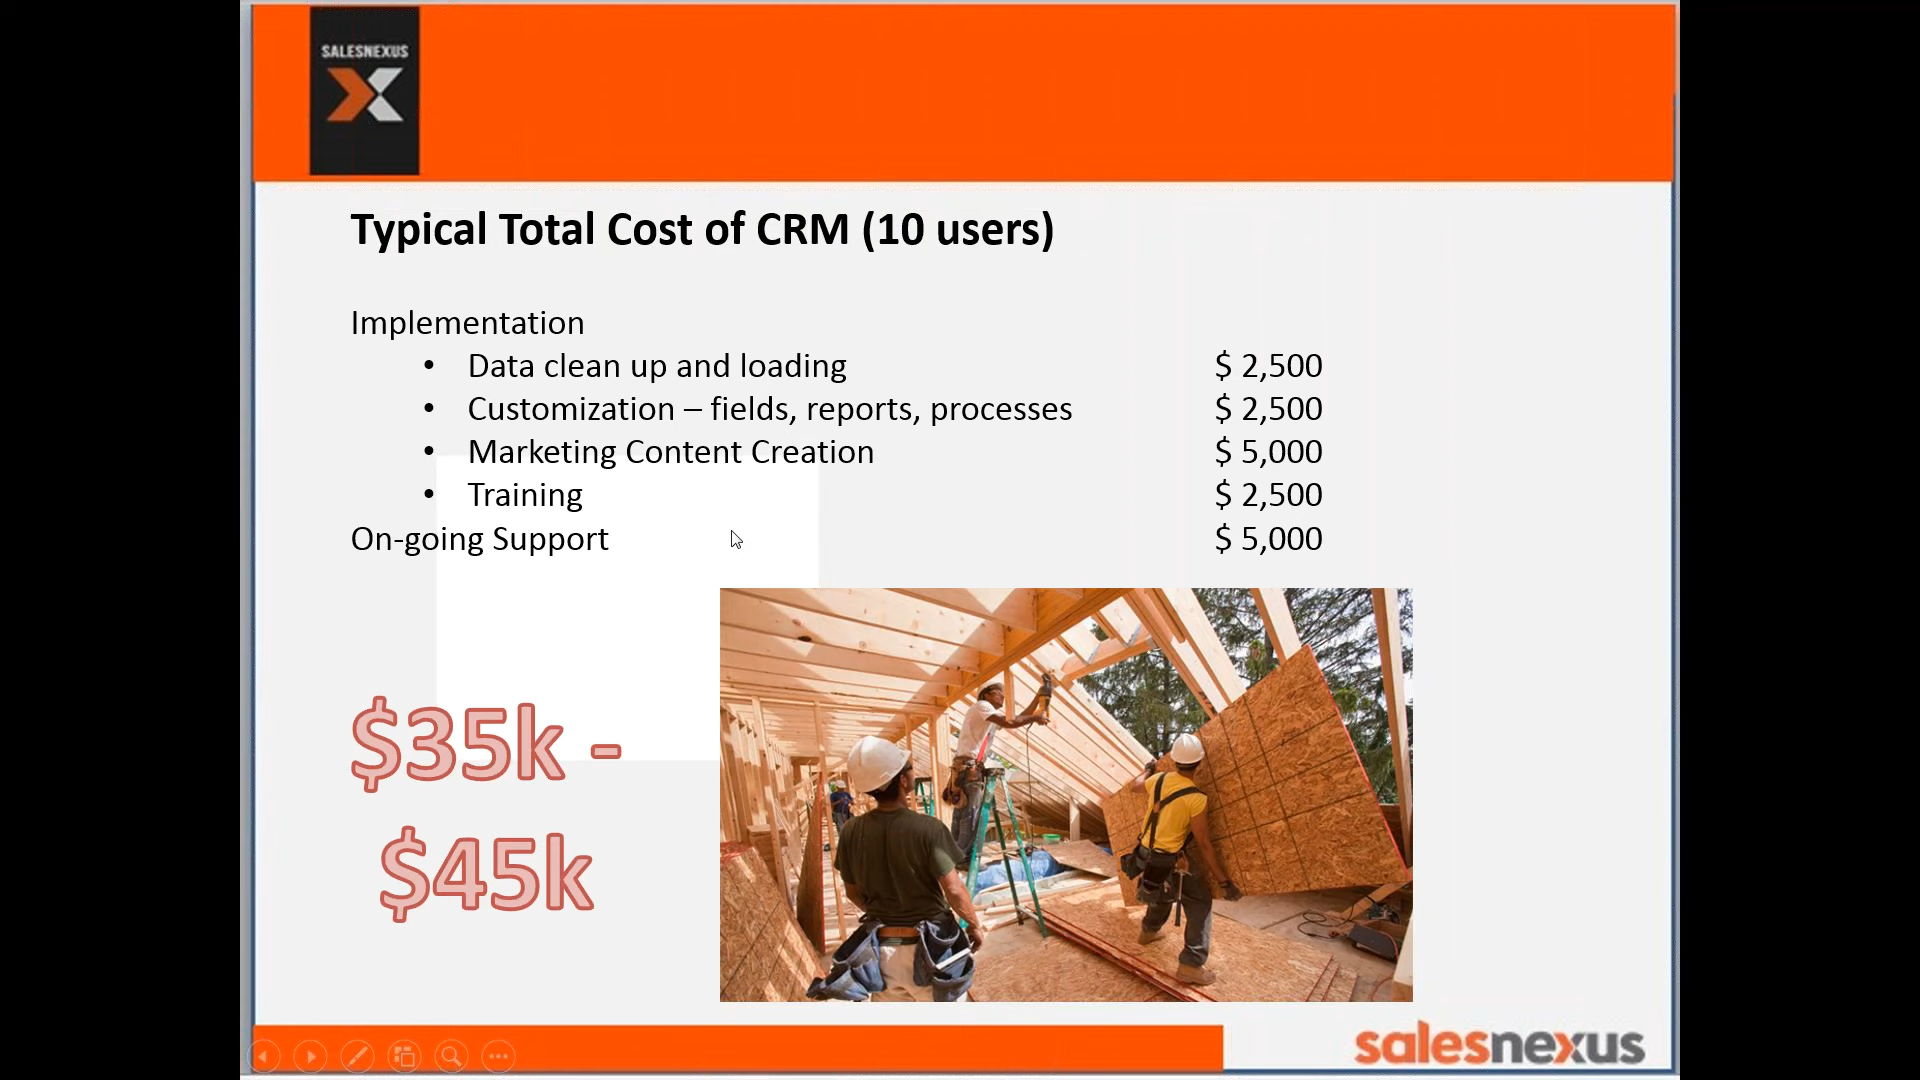 SALESNEXUS
Typical Total Cost of CRM (10 users)
Implementation
• Data clean up and loading $ 2,500
• Customization – fields, reports, processes $ 2,500
• Marketing Content Creation $ 5,000
• Training $ 2,500
On-going Support $ 5,000
$35k -
$45k
salesnexus